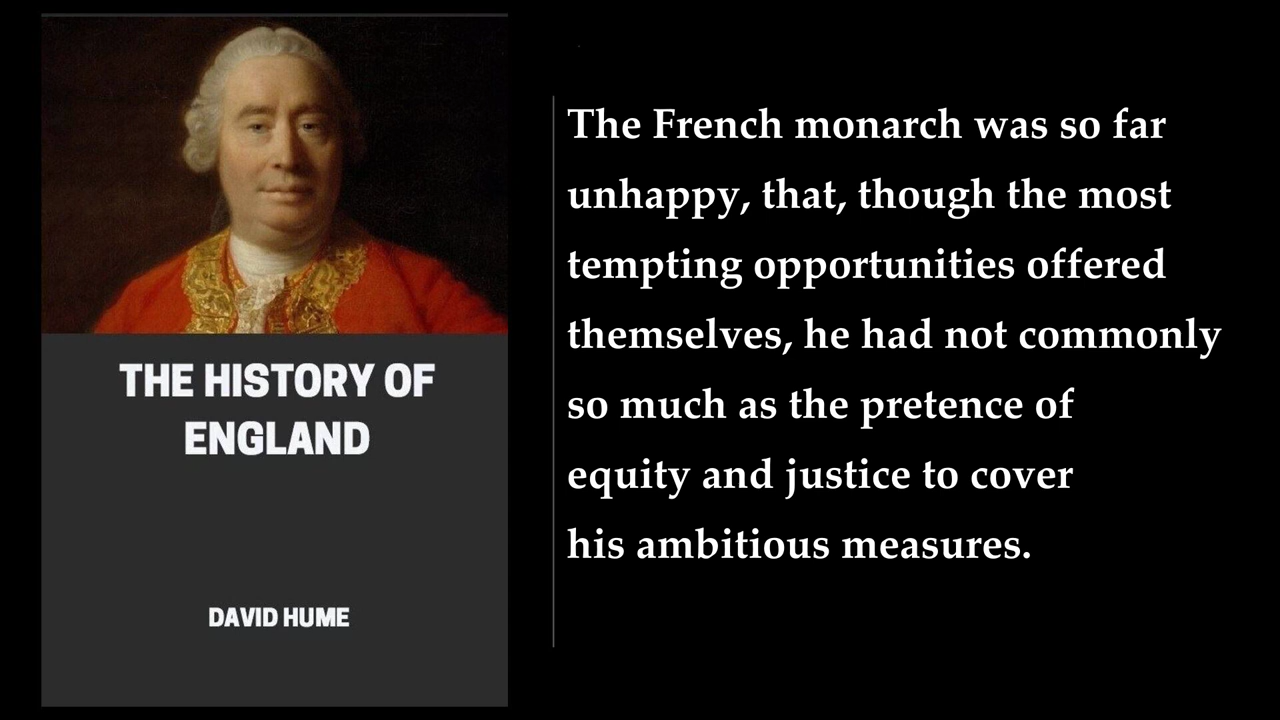 THE HISTORY OF
ENGLAND
DAVID HUME
The French monarch was so far
unhappy, that, though the most
tempting opportunities offered
themselves, he had not commonly
so much as the pretence of
equity and justice to cover
his ambitious measures.